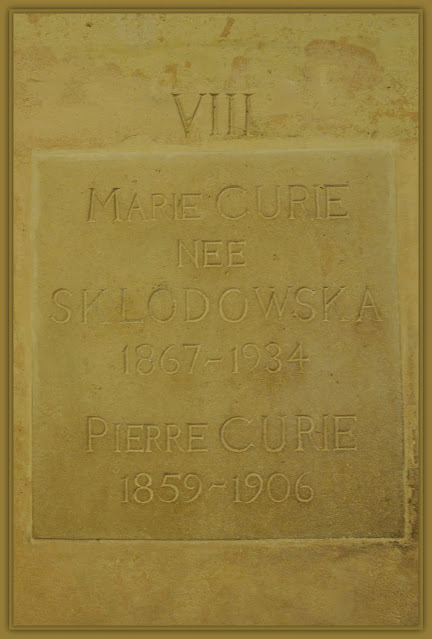 VIII
MARIE CURIE
NEE
SKLODOWSKA
1867~1934
PIERRE CURIE
1859~1906